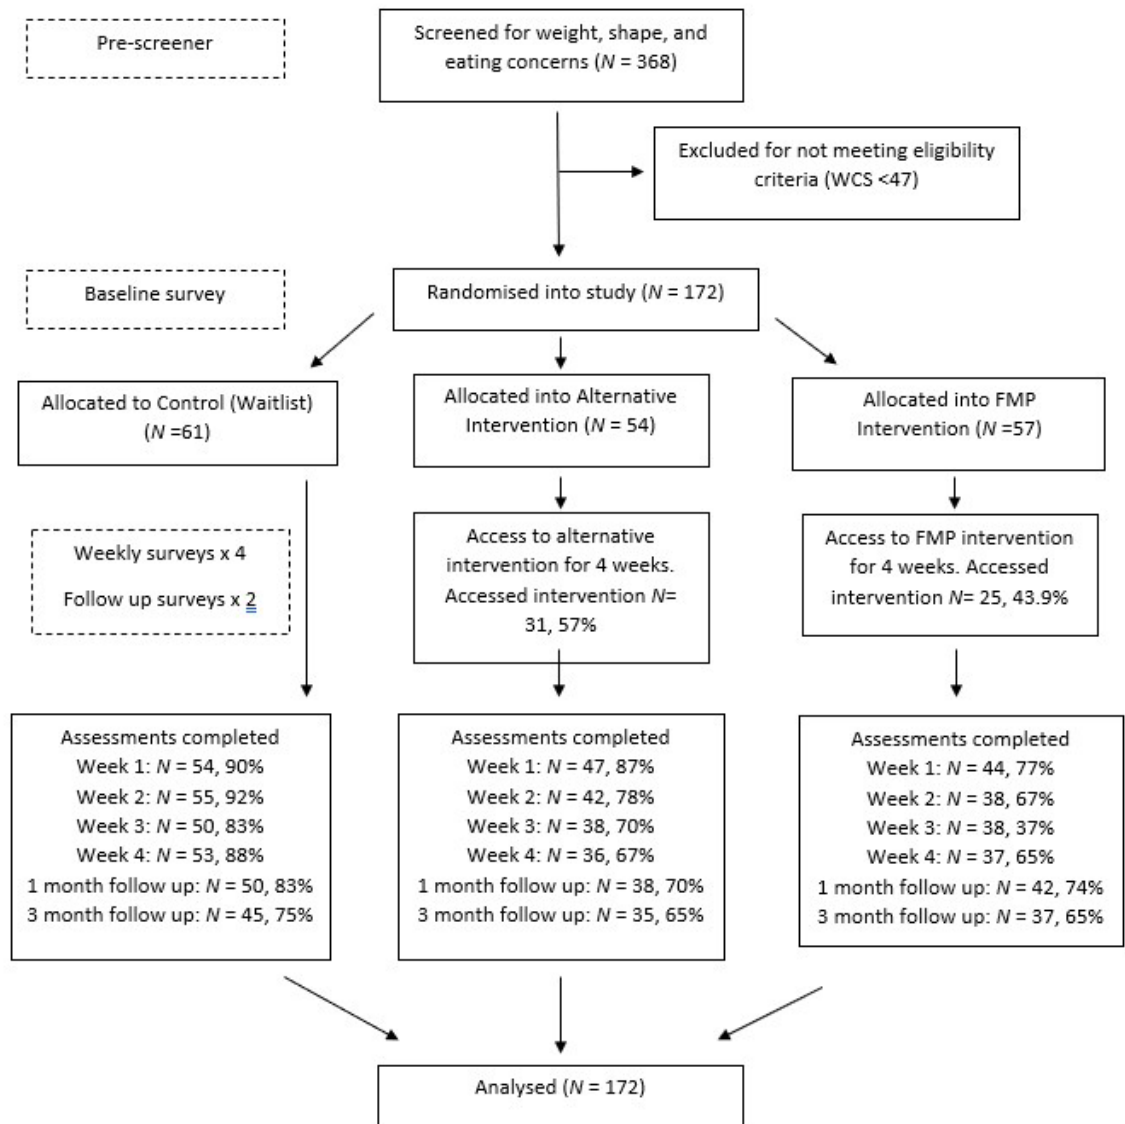 Pre-screener
Screened for weight, shape, and
eating concerns (N = 368)
Excluded for not meeting eligibility
criteria (WCS <47)
Baseline survey
Randomised into study (N = 172)
Allocated to Control (Waitlist)
(N =61)
Allocated into Alternative
Intervention (N = 54)
Allocated into FMP
Intervention (N =57)
Weekly surveys x 4
Follow up surveys x 2
Access to alternative
intervention for 4 weeks.
Accessed intervention N=
31, 57%
Access to FMP intervention
for 4 weeks. Accessed
intervention N= 25, 43.9%
Assessments completed
Week 1: N = 54, 90%
Week 2: N = 55, 92%
Week 3: N = 50, 83%
Week 4: N = 53, 88%
1 month follow up: N = 50, 83%
3 month follow up: N = 45, 75%
Assessments completed
Week 1: N = 47, 87%
Week 2: N = 42, 78%
Week 3: N = 38, 70%
Week 4: N = 36, 67%
1 month follow up: N = 38, 70%
3 month follow up: N = 35, 65%
Assessments completed
Week 1: N = 44, 77%
Week 2: N = 38, 67%
Week 3: N = 38, 37%
Week 4: N = 37, 65%
1 month follow up: N = 42, 74%
3 month follow up: N = 37, 65%
Analysed (N = 172)